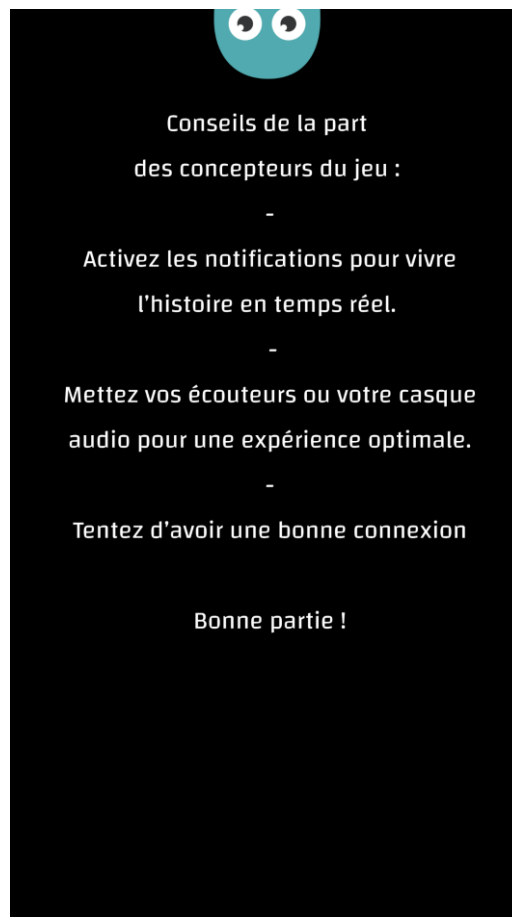 Conseils de la part
des concepteurs du jeu :
-
Activez les notifications pour vivre
l'histoire en temps réel.
-
Mettez vos écouteurs ou votre casque
audio pour une expérience optimale.
-
Tentez d'avoir une bonne connexion
Bonne partie !